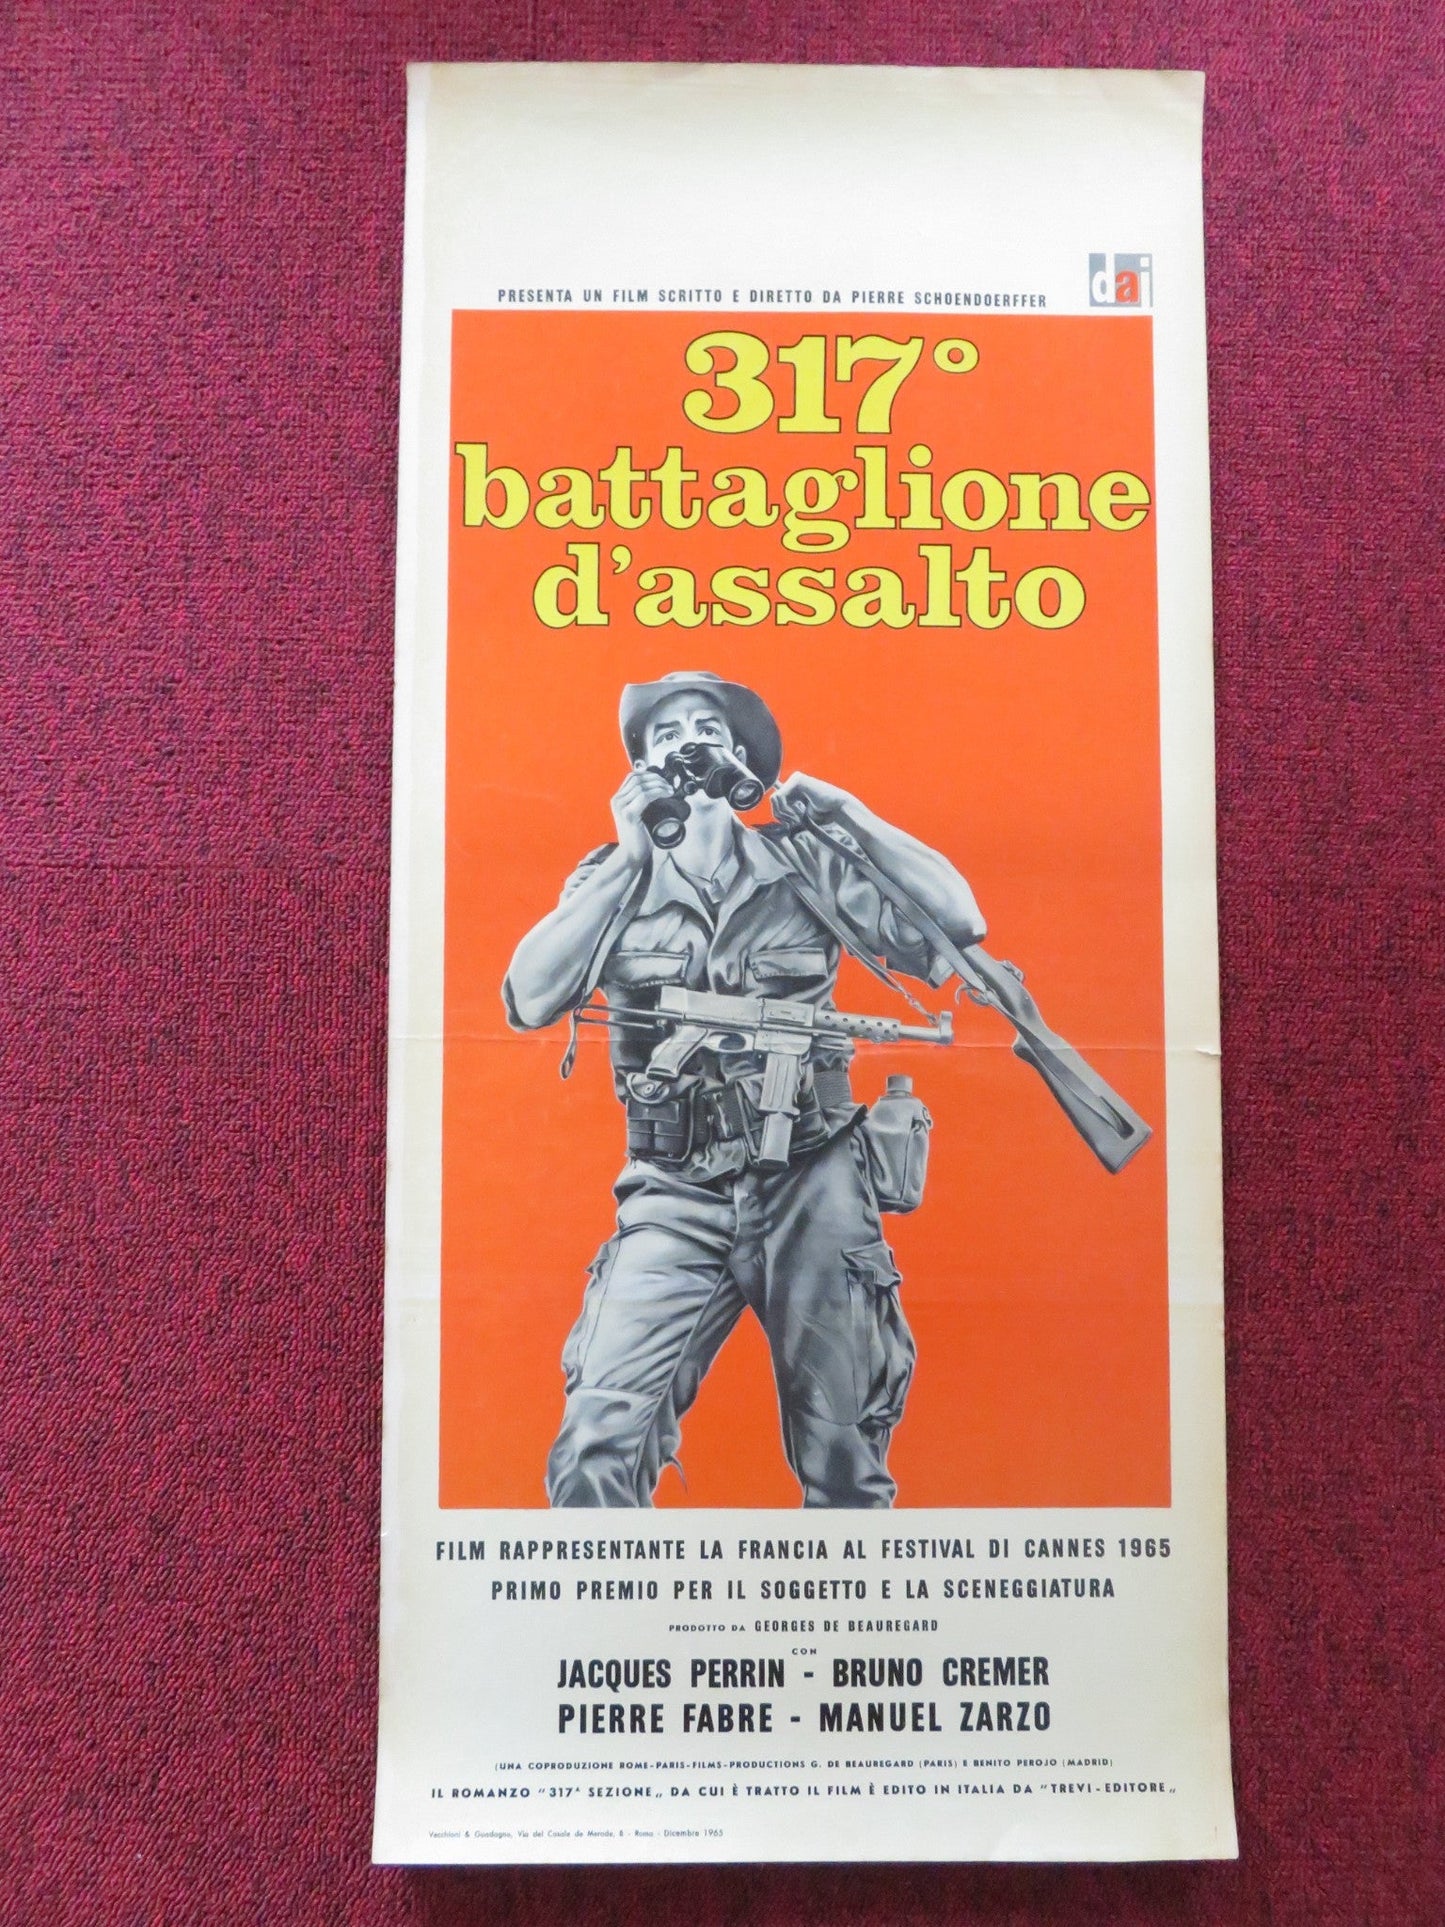 dai
PRESENTA UN FILM SCRITTO E DIRETTO DA PIERRE SCHOENDOERFFER
317°
battaglione
d'assalto
FILM RAPPRESENTANTE LA FRANCIA AL FESTIVAL DI CANNES 1965
PRIMO PREMIO PER IL SOGGETTO E LA SCENEGGIATURA
PRODOTTO DA GEORGES DE BEAUREGARD
CON
JACQUES PERRIN - BRUNO CREMER
PIERRE FABRE - MANUEL ZARZO
(UNA COPRODUZIONE ROME-PARIS-FILMS-PRODUCTIONS G. DE BEAUREGARD (PARIS) E BENITO PEROJO (MADRID)
IL ROMANZO "317ᴬ SEZIONE„ DA CUI È TRATTO IL FILM È EDITO IN ITALIA DA "TREVI-EDITORE„
Vecchioni & Guadagno, Via del Casale de Merode, 8 - Roma - Dicembre 1965